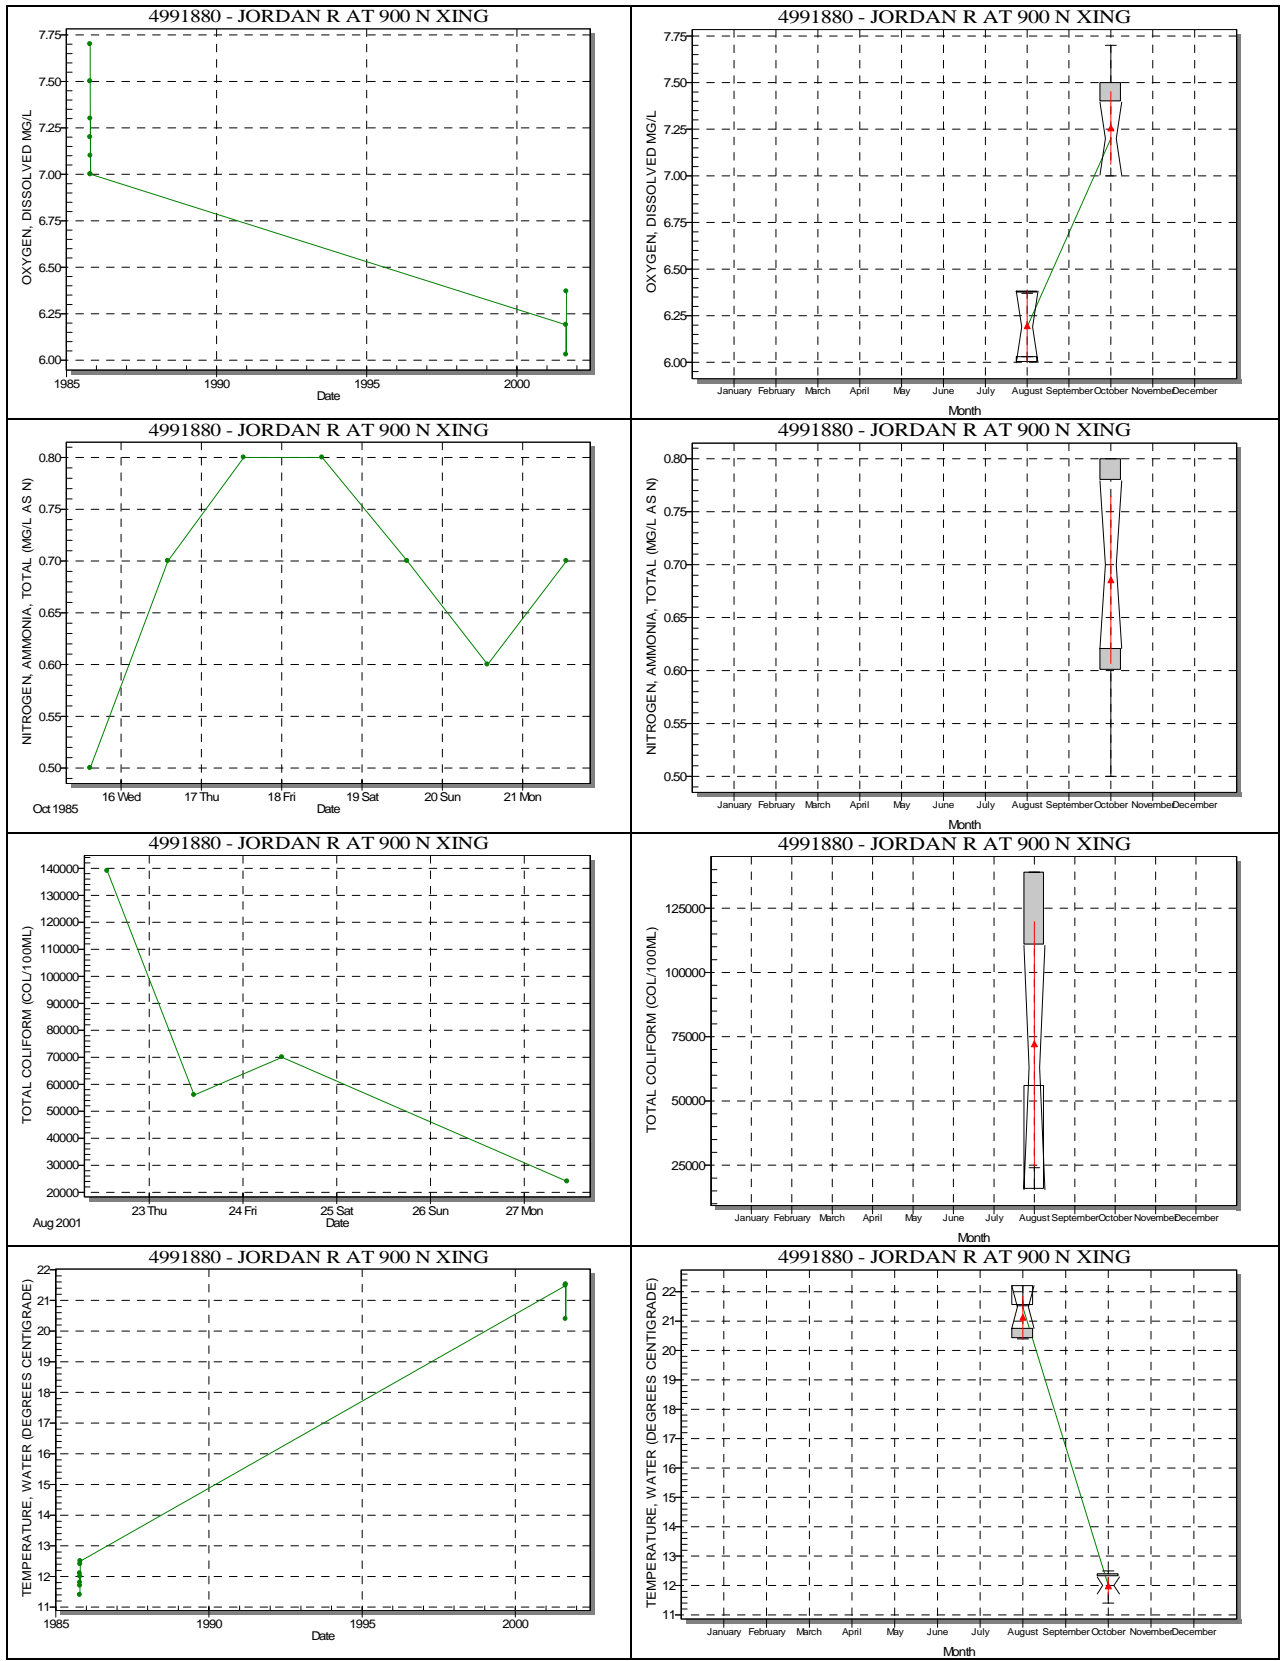 4991880 - JORDAN R AT 900 N XING
OXYGEN, DISSOLVED MG/L
7.75
7.50
7.25
7.00
6.75
6.50
6.25
6.00
1985 1990 1995 2000
Date
4991880 - JORDAN R AT 900 N XING
OXYGEN, DISSOLVED MG/L
7.75
7.50
7.25
7.00
6.75
6.50
6.25
6.00
January February March April May June July August September October November December
Month
4991880 - JORDAN R AT 900 N XING
NITROGEN, AMMONIA, TOTAL (MG/L AS N)
0.80
0.75
0.70
0.65
0.60
0.55
0.50
16 Wed 17 Thu 18 Fri 19 Sat 20 Sun 21 Mon
Oct 1985 Date
4991880 - JORDAN R AT 900 N XING
NITROGEN, AMMONIA, TOTAL (MG/L AS N)
0.80
0.75
0.70
0.65
0.60
0.55
0.50
January February March April May June July August September October November December
Month
4991880 - JORDAN R AT 900 N XING
TOTAL COLIFORM (COL/100ML)
140000
130000
120000
110000
100000
90000
80000
70000
60000
50000
40000
30000
20000
23 Thu 24 Fri 25 Sat 26 Sun 27 Mon
Aug 2001 Date
4991880 - JORDAN R AT 900 N XING
TOTAL COLIFORM (COL/100ML)
125000
100000
75000
50000
25000
January February March April May June July August September October November December
Month
4991880 - JORDAN R AT 900 N XING
TEMPERATURE, WATER (DEGREES CENTIGRADE)
22
21
20
19
18
17
16
15
14
13
12
11
1985 1990 1995 2000
Date
4991880 - JORDAN R AT 900 N XING
TEMPERATURE, WATER (DEGREES CENTIGRADE)
22
21
20
19
18
17
16
15
14
13
12
11
January February March April May June July August September October November December
Month